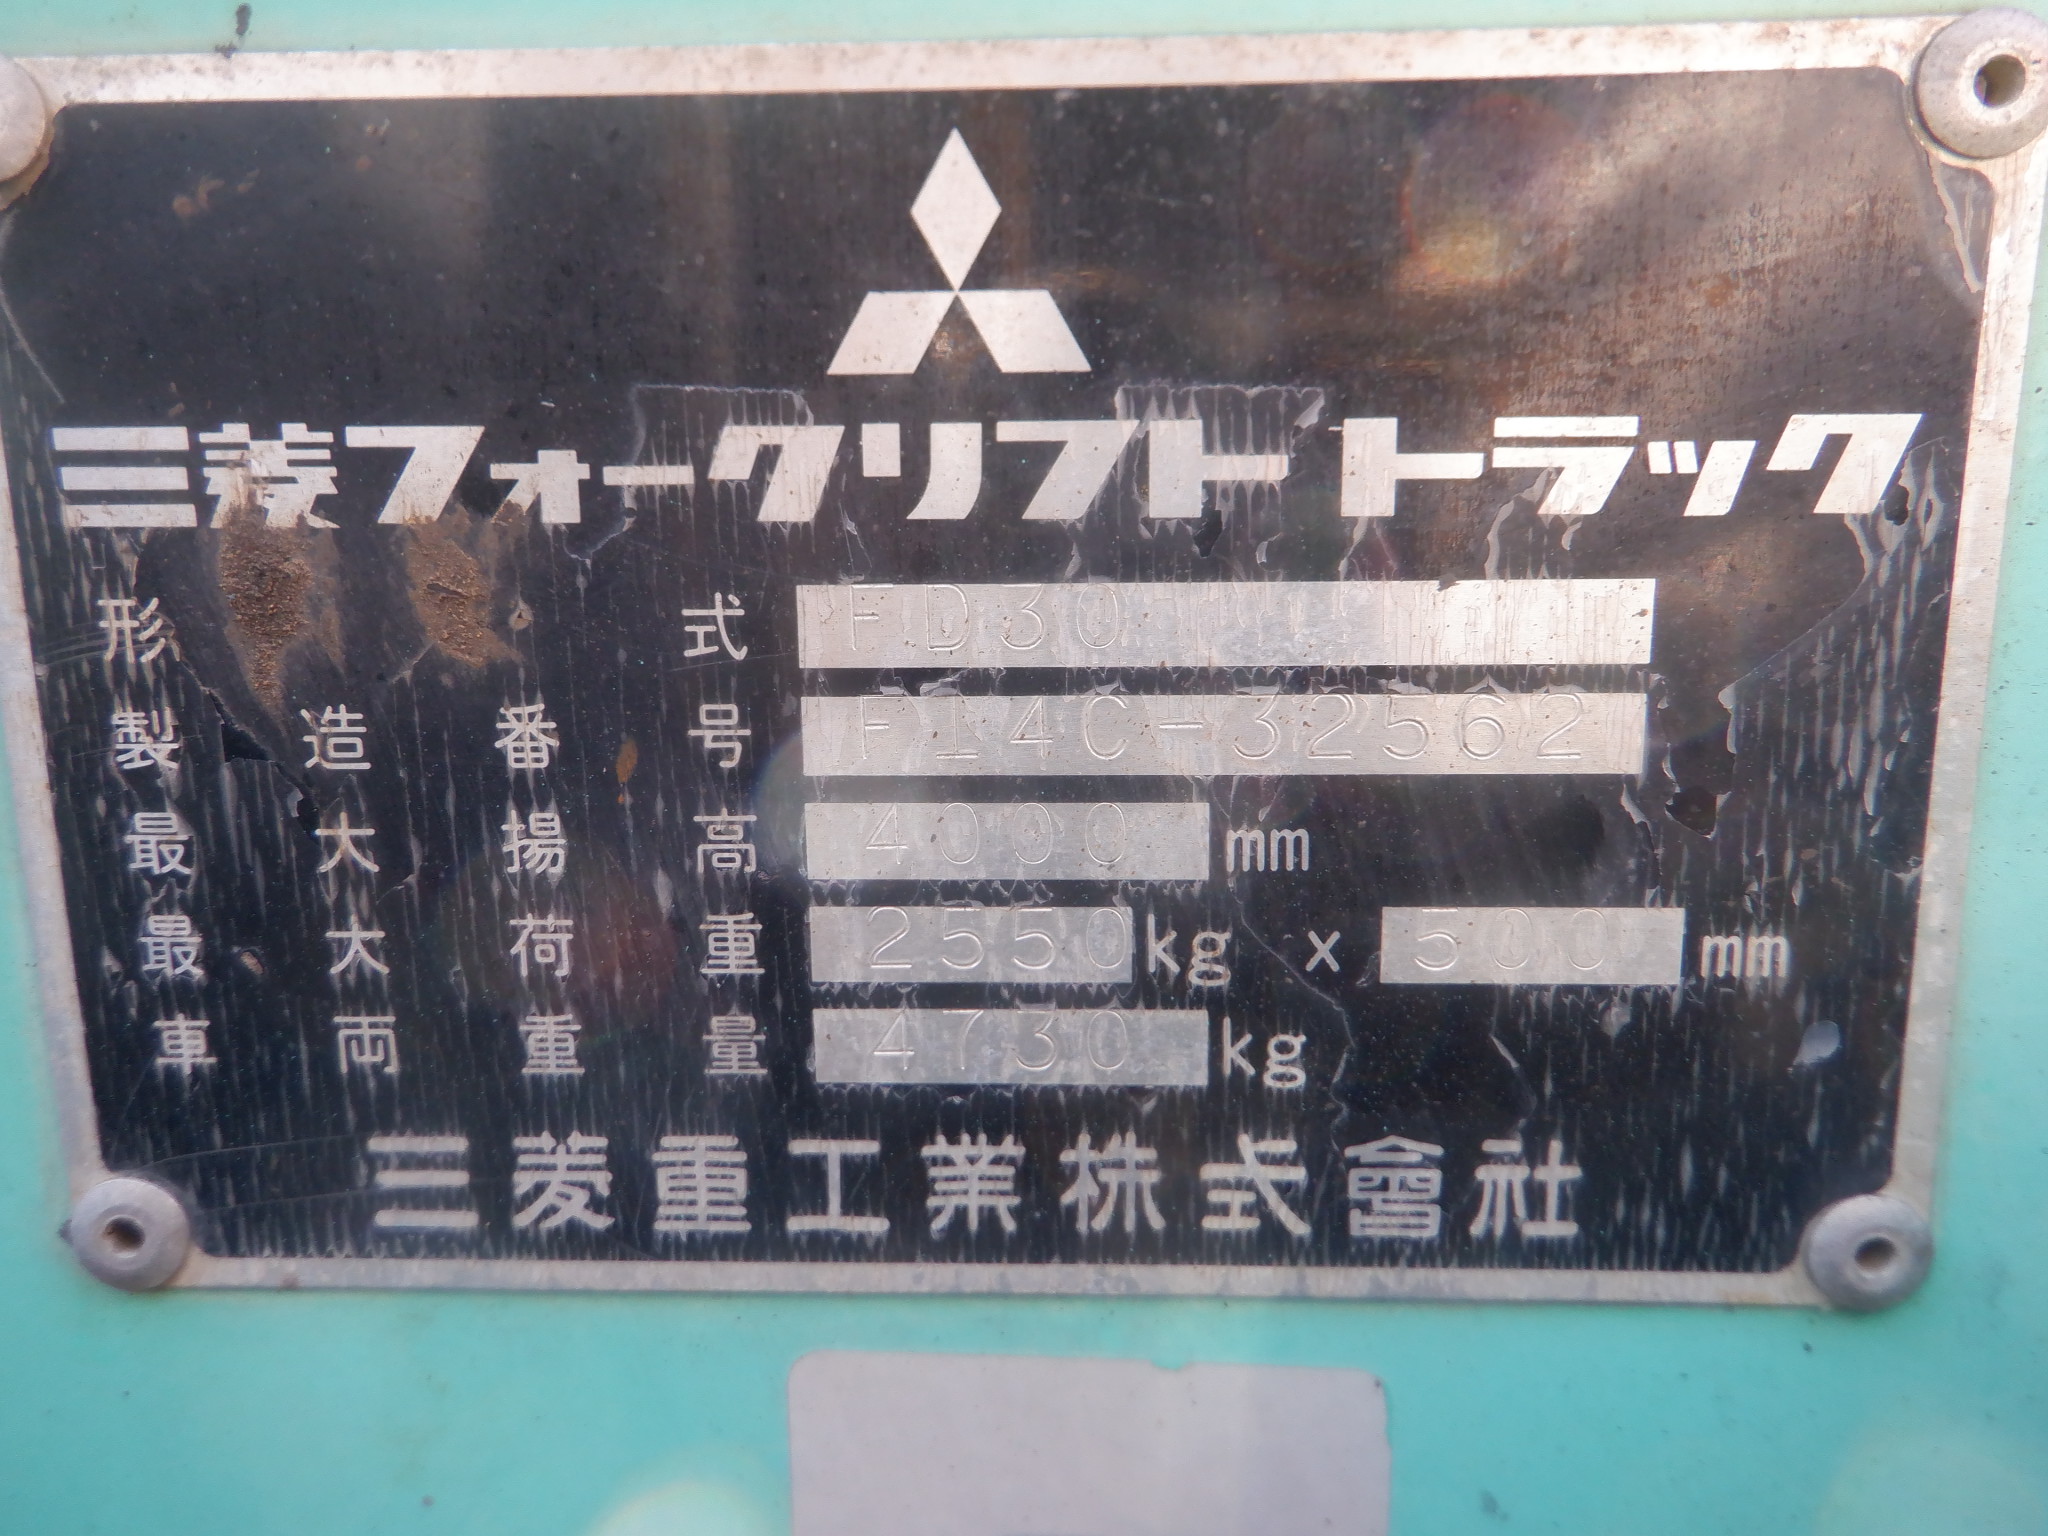 三菱フォークリフトトラック
形式 FD30
製造番号 F14C-32562
最大揚高 4000 mm
最大荷重 2550 kg x 500 mm
車両重量 4730 kg
三菱重工業株式會社